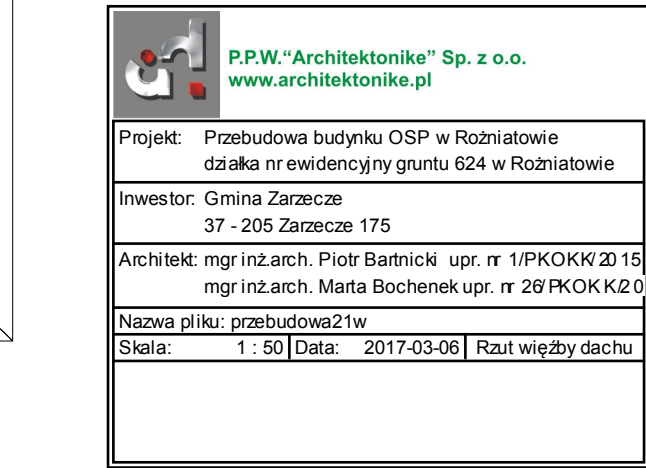 P.P.W.“Architektonike” Sp. z o.o.
www.architektonike.pl
Projekt: Przebudowa budynku OSP w Rożniatowie
działka nr ewidencyjny gruntu 624 w Rożniatowie
Inwestor: Gmina Zarzecze
37 - 205 Zarzecze 175
Architekt: mgr inż.arch. Piotr Bartnicki upr. nr 1/PKOKK/2015
mgr inż.arch. Marta Bochenek upr. nr 26/PKOKK/20
Nazwa pliku: przebudowa21w
Skala: 1 : 50 Data: 2017-03-06 Rzut więźby dachu